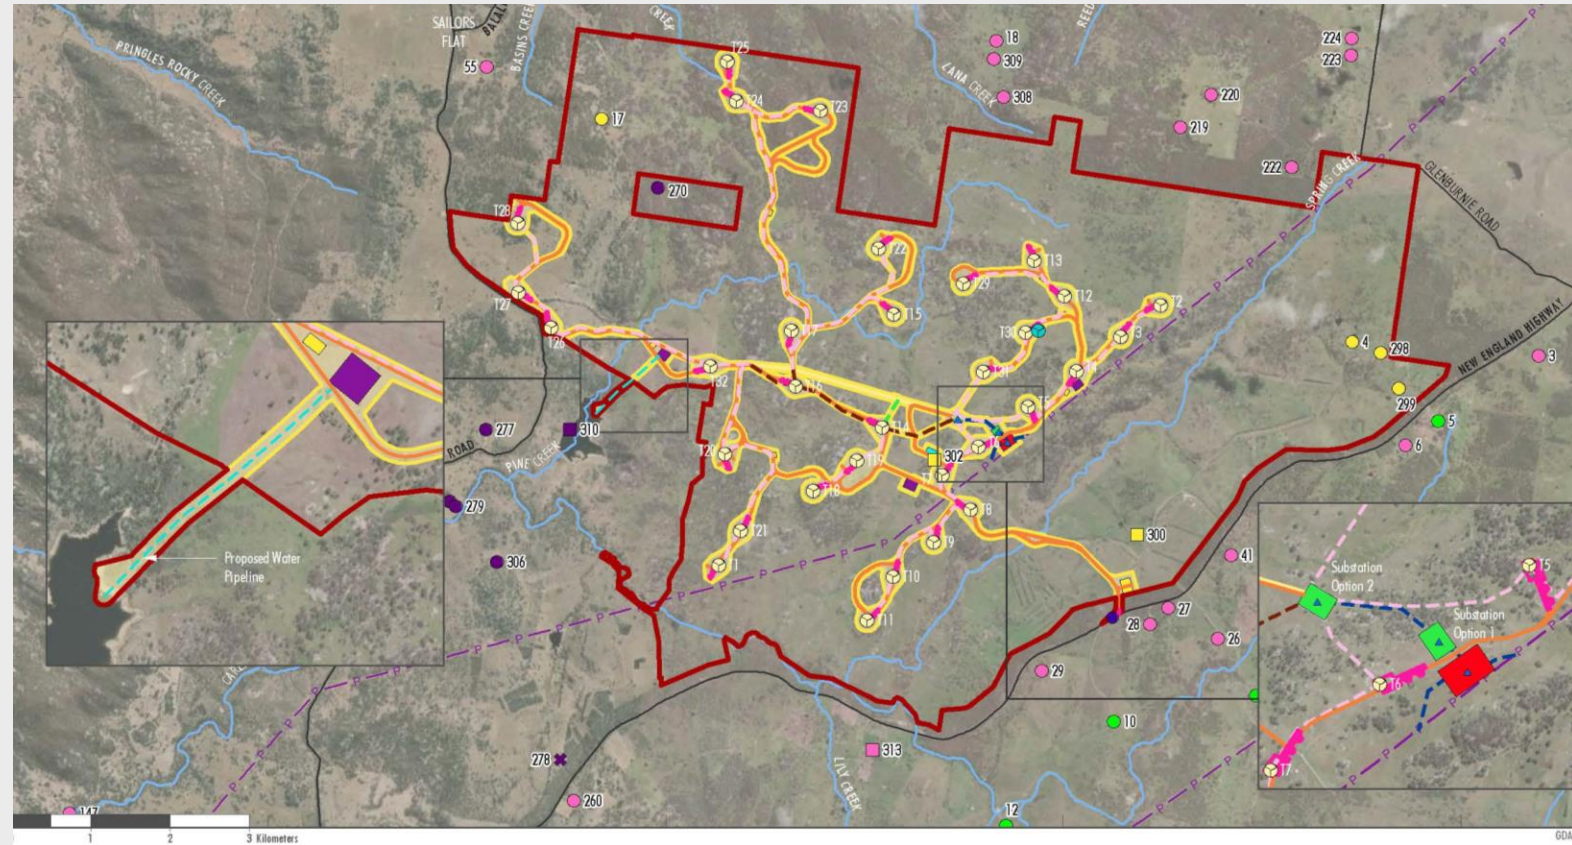 SAILORS
FLAT
BASINS CREEK
CREEK
PRINGLES ROCKY CREEK
55
17
270
T25
T24
T23
T28
T27
T26
T22
T15
T17
T16
T32
T20
T21
T1
T18
T19
T14
T29
T13
T12
T2
T3
T4
T31
T5
T8
T9
T10
T11
302
18
309
308
LANA CREEK
224
223
220
219
222
SPRING CREEK
GLENBURNIE ROAD
NEW ENGLAND HIGHWAY
4
298
299
3
5
6
277
310
ROAD
PINE CREEK
279
306
278
260
313
LILY CREEK
300
41
27
28
26
29
10
12
147
Proposed Water
Pipeline
Substation
Option 2
Substation
Option 1
T5
T6
T7
P
1
2
3 Kilometers
GDA